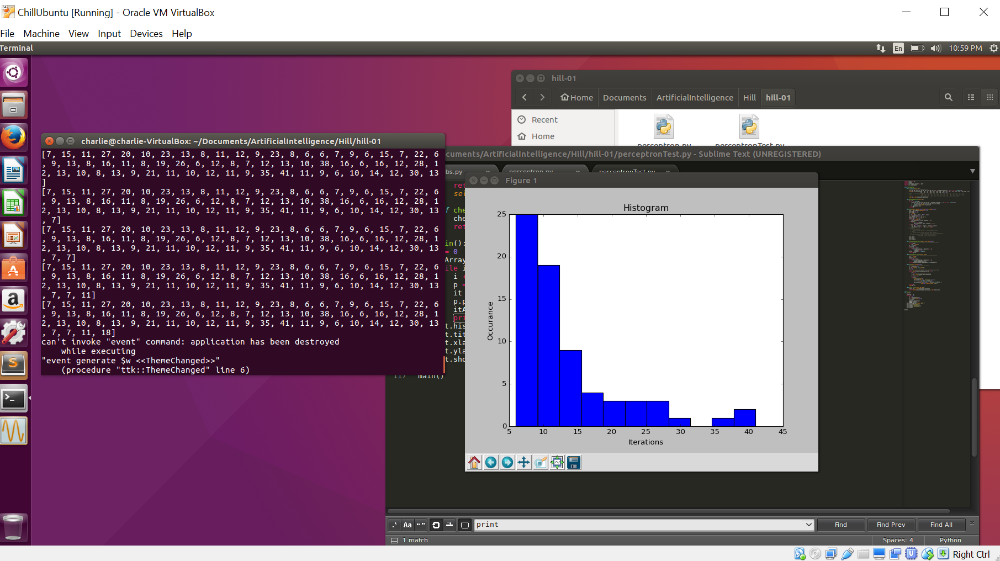 ChillUbuntu [Running] - Oracle VM VirtualBox
File Machine View Input Devices Help
Terminal
En
10:59 PM
hill-01
Home Documents ArtificialIntelligence Hill hill-01
Recent
Home
charlie@charlie-VirtualBox: ~/Documents/ArtificialIntelligence/Hill/hill-01
[7, 15, 11, 27, 20, 10, 23, 13, 8, 11, 12, 9, 23, 8, 6, 6, 7, 9, 6, 15, 7, 22, 6
, 9, 13, 8, 16, 11, 8, 19, 26, 6, 12, 8, 7, 12, 13, 10, 38, 16, 6, 16, 12, 28, 1
2, 13, 10, 8, 13, 9, 21, 11, 10, 12, 11, 9, 35, 41, 11, 9, 6, 10, 14, 12, 30, 13
]
[7, 15, 11, 27, 20, 10, 23, 13, 8, 11, 12, 9, 23, 8, 6, 6, 7, 9, 6, 15, 7, 22, 6
, 9, 13, 8, 16, 11, 8, 19, 26, 6, 12, 8, 7, 12, 13, 10, 38, 16, 6, 16, 12, 28, 1
2, 13, 10, 8, 13, 9, 21, 11, 10, 12, 11, 9, 35, 41, 11, 9, 6, 10, 14, 12, 30, 13
, 7]
[7, 15, 11, 27, 20, 10, 23, 13, 8, 11, 12, 9, 23, 8, 6, 6, 7, 9, 6, 15, 7, 22, 6
, 9, 13, 8, 16, 11, 8, 19, 26, 6, 12, 8, 7, 12, 13, 10, 38, 16, 6, 16, 12, 28, 1
2, 13, 10, 8, 13, 9, 21, 11, 10, 12, 11, 9, 35, 41, 11, 9, 6, 10, 14, 12, 30, 13
, 7, 7]
[7, 15, 11, 27, 20, 10, 23, 13, 8, 11, 12, 9, 23, 8, 6, 6, 7, 9, 6, 15, 7, 22, 6
, 9, 13, 8, 16, 11, 8, 19, 26, 6, 12, 8, 7, 12, 13, 10, 38, 16, 6, 16, 12, 28, 1
2, 13, 10, 8, 13, 9, 21, 11, 10, 12, 11, 9, 35, 41, 11, 9, 6, 10, 14, 12, 30, 13
, 7, 7, 11]
[7, 15, 11, 27, 20, 10, 23, 13, 8, 11, 12, 9, 23, 8, 6, 6, 7, 9, 6, 15, 7, 22, 6
, 9, 13, 8, 16, 11, 8, 19, 26, 6, 12, 8, 7, 12, 13, 10, 38, 16, 6, 16, 12, 28, 1
2, 13, 10, 8, 13, 9, 21, 11, 10, 12, 11, 9, 35, 41, 11, 9, 6, 10, 14, 12, 30, 13
, 7, 7, 11, 18]
can't invoke "event" command: application has been destroyed
    while executing
"event generate $w <<ThemeChanged>>"
    (procedure "ttk::ThemeChanged" line 6)
perceptron.py perceptronTest.py
cuments/ArtificialIntelligence/Hill/hill-01/perceptronTest.py - Sublime Text (UNREGISTERED)
bs.py perceptron.py perceptronTest.py
ret
sel
f che
che
ret
in():
= 0
Array
ile i
i +
p =
it
p.p
itA
pri
t.his
t.tit
t.xla
t.yla
t.sho
117 main()
Figure 1
Histogram
25
20
15
10
5
0
Occurance
5 10 15 20 25 30 35 40 45
Iterations
.* Aa “ ” print Find Find Prev Find All
1 match Spaces: 4 Python
Right Ctrl